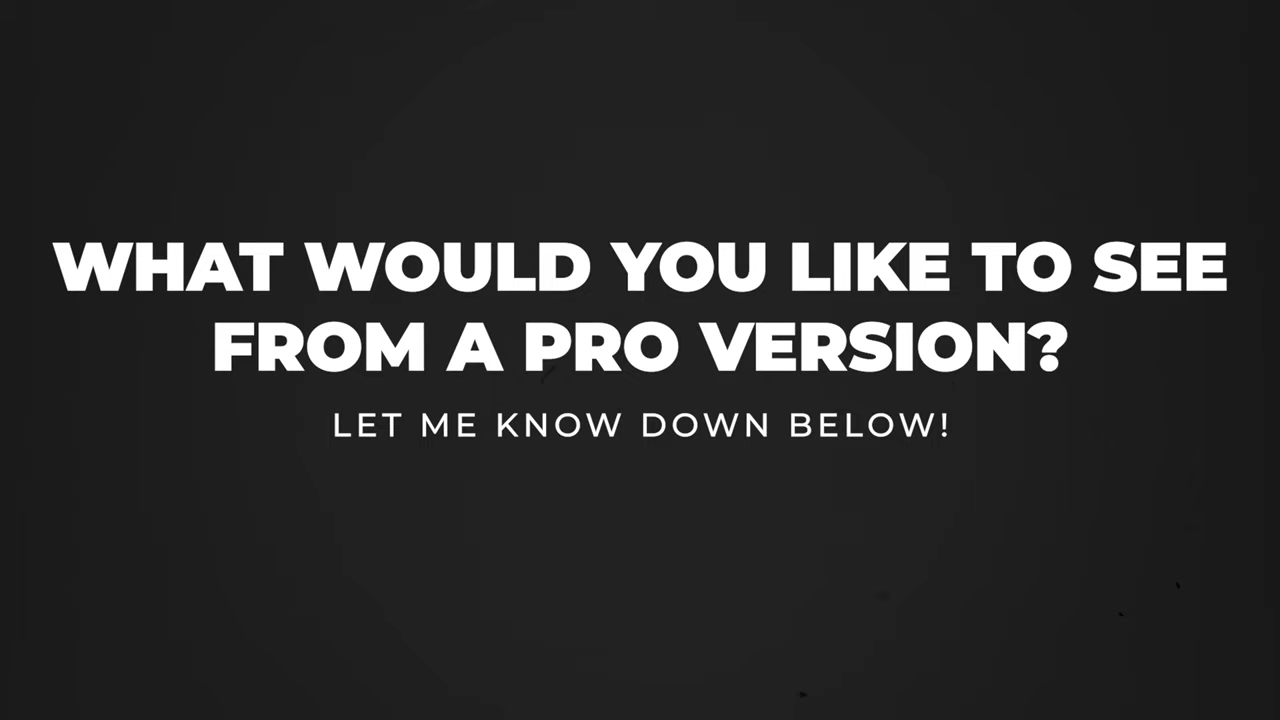 WHAT WOULD YOU LIKE TO SEE
FROM A PRO VERSION?
LET ME KNOW DOWN BELOW!